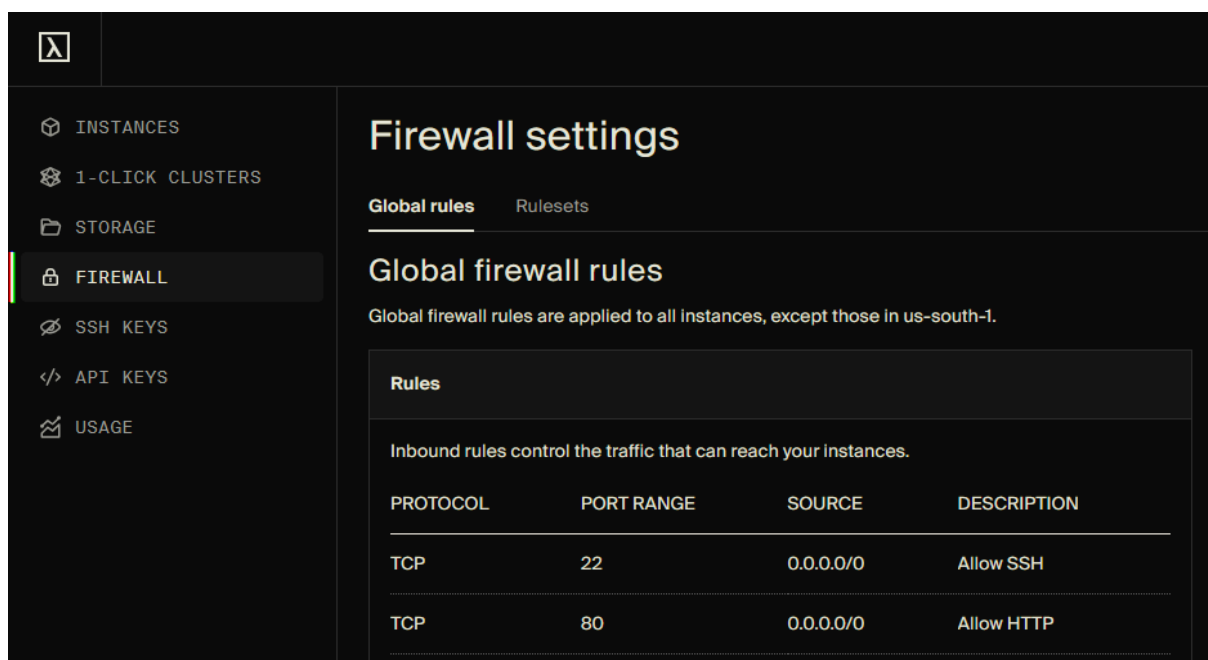 λ
INSTANCES
1-CLICK CLUSTERS
STORAGE
FIREWALL
SSH KEYS
</> API KEYS
USAGE
Firewall settings
Global rules Rulesets
Global firewall rules
Global firewall rules are applied to all instances, except those in us-south-1.
Rules
Inbound rules control the traffic that can reach your instances.
PROTOCOL PORT RANGE SOURCE DESCRIPTION
TCP 22 0.0.0.0/0 Allow SSH
TCP 80 0.0.0.0/0 Allow HTTP